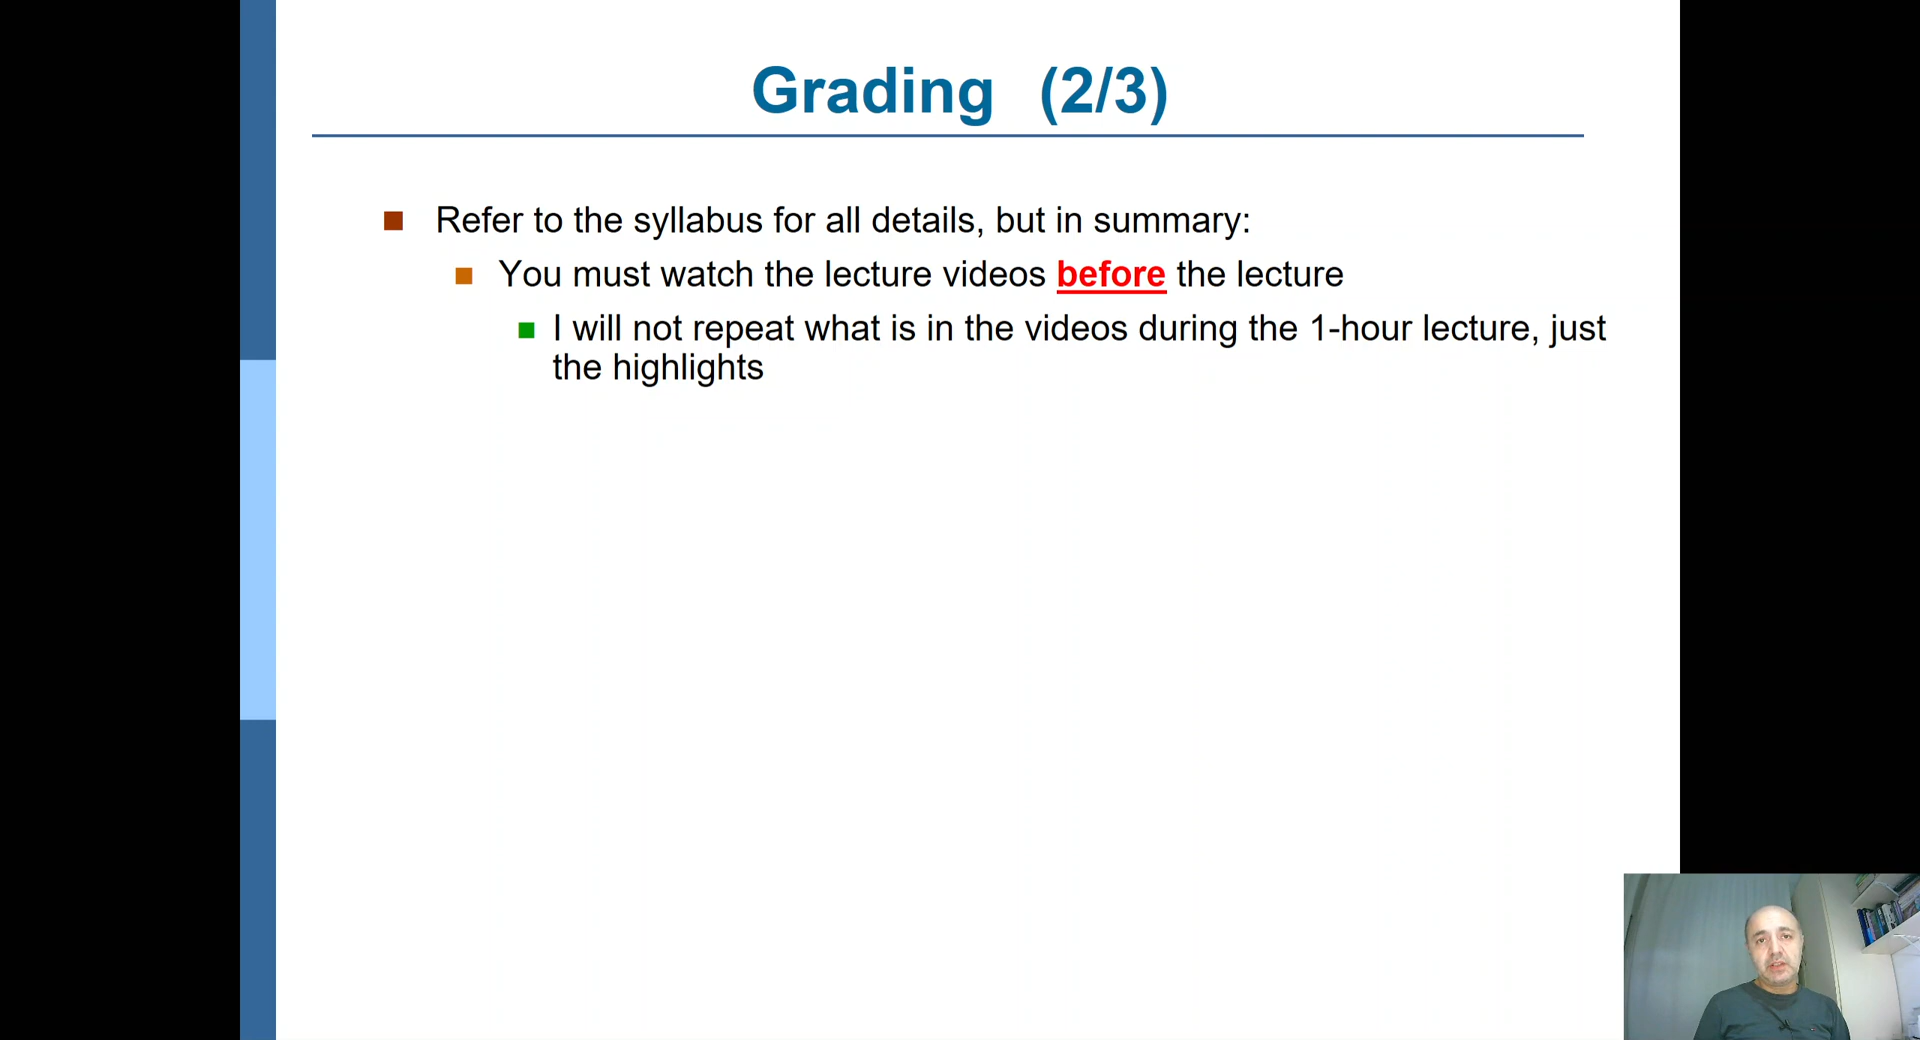 Grading (2/3)
Refer to the syllabus for all details, but in summary:
You must watch the lecture videos before the lecture
I will not repeat what is in the videos during the 1-hour lecture, just
the highlights